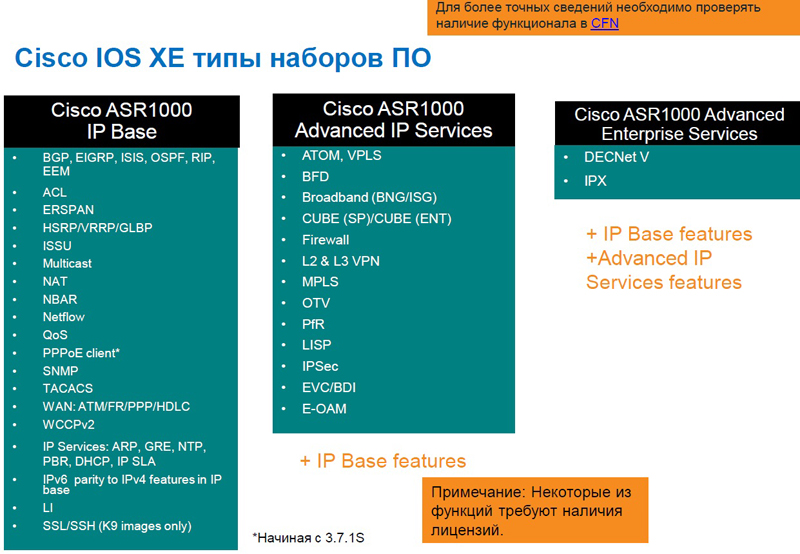 Для более точных сведений необходимо проверять
наличие функционала в CFN
Cisco IOS XE типы наборов ПО
Cisco ASR1000
IP Base
• BGP, EIGRP, ISIS, OSPF, RIP,
EEM
• ACL
• ERSPAN
• HSRP/VRRP/GLBP
• ISSU
• Multicast
• NAT
• NBAR
• Netflow
• QoS
• PPPoE client*
• SNMP
• TACACS
• WAN: ATM/FR/PPP/HDLC
• WCCPv2
• IP Services: ARP, GRE, NTP,
PBR, DHCP, IP SLA
• IPv6 parity to IPv4 features in IP
base
• LI
• SSL/SSH (K9 images only)
Cisco ASR1000
Advanced IP Services
• ATOM, VPLS
• BFD
• Broadband (BNG/ISG)
• CUBE (SP)/CUBE (ENT)
• Firewall
• L2 & L3 VPN
• MPLS
• OTV
• PfR
• LISP
• IPSec
• EVC/BDI
• E-OAM
+ IP Base features
Cisco ASR1000 Advanced
Enterprise Services
• DECNet V
• IPX
+ IP Base features
+Advanced IP
Services features
*Начиная с 3.7.1S
Примечание: Некоторые из
функций требуют наличия
лицензий.